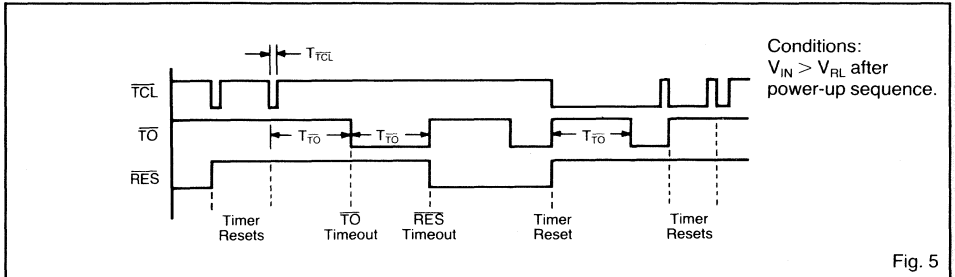 T_TCL
Conditions:
V_IN > V_RL after
power-up sequence.
TCL
TO
T_TO
T_TO
T_TO
RES
Timer
Resets
TO
Timeout
RES
Timeout
Timer
Reset
Timer
Resets
Fig. 5